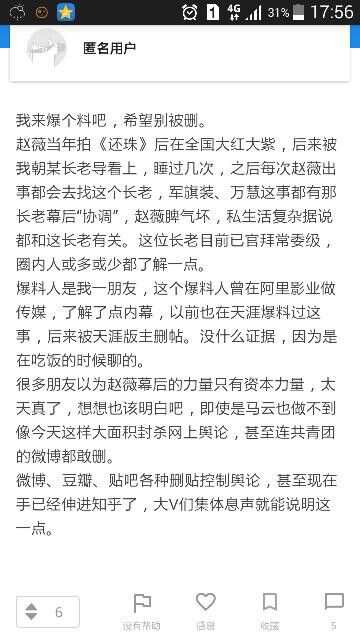 1 4G 31% 17:56
匿名用户
我来爆个料吧，希望别被删。
赵薇当年拍《还珠》后在全国大红大紫，后来被
我朝某长老导看上，睡过几次，之后每次赵薇出
事都会去找这个长老，军旗装、万慧这事都有那
长老幕后“协调”，赵薇脾气坏，私生活复杂据说
都和这长老有关。这位长老目前已官拜常委级，
圈内人或多或少都了解一点。
爆料人是我一朋友，这个爆料人曾在阿里影业做
传媒，了解了点内幕，以前也在天涯爆料过这
事，后来被天涯版主删帖。没什么证据，因为是
在吃饭的时候聊的。
很多朋友以为赵薇幕后的力量只有资本力量，太
天真了，想想也该明白吧，即使是马云也做不到
像今天这样大面积封杀网上舆论，甚至连共青团
的微博都敢删。
微博、豆瓣、贴吧各种删贴控制舆论，甚至现在
手已经伸进知乎了，大V们集体息声就能说明这
一点。
6 没有帮助 感谢 收藏 5